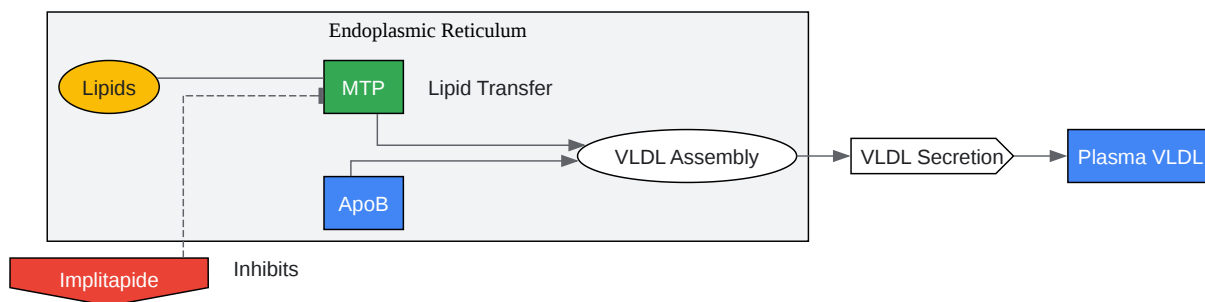 Endoplasmic Reticulum
Lipids
MTP
Lipid Transfer
VLDL Assembly
VLDL Secretion
Plasma VLDL
ApoB
Implitapide
Inhibits